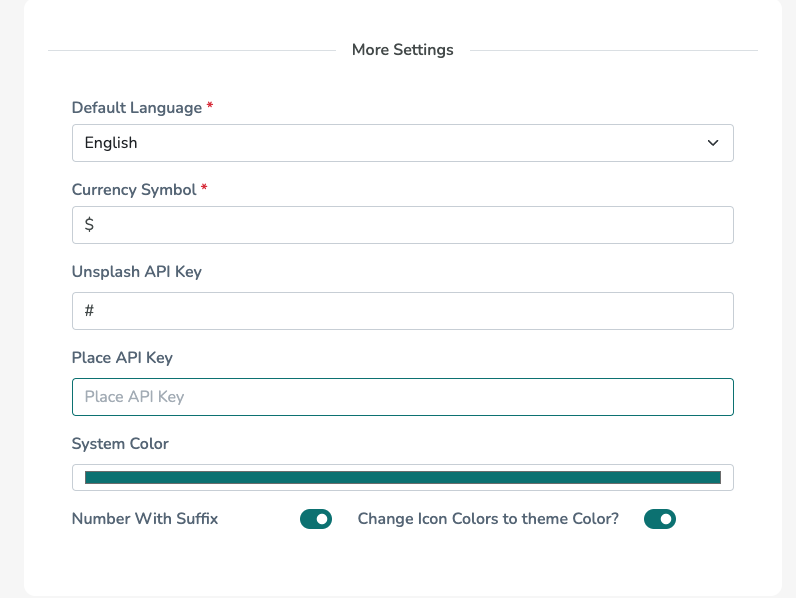 More Settings
Default Language *
English
Currency Symbol *
$
Unsplash API Key
#
Place API Key
Place API Key
System Color
Number With Suffix
Change Icon Colors to theme Color?